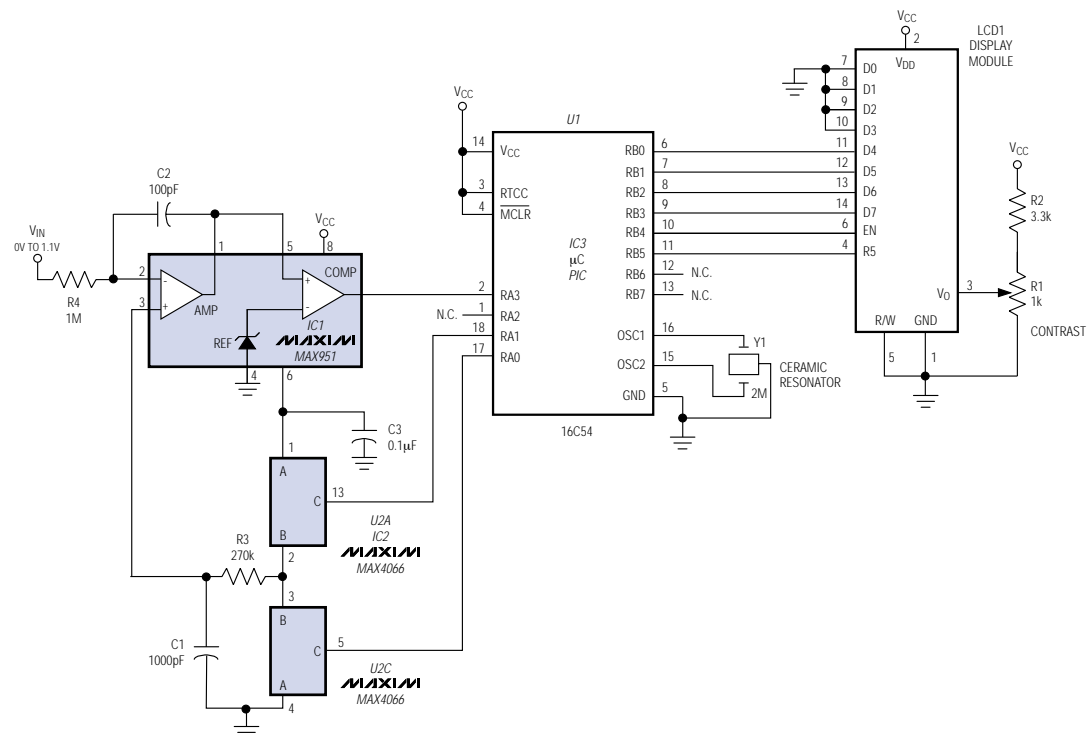 VCC
2
LCD1
DISPLAY
MODULE
VDD
7 D0
8 D1
9 D2
10 D3
11 D4
12 D5
13 D6
14 D7
6 EN
4 R5
VO 3
R/W GND
5 1
VCC
R2
3.3k
R1
1k
CONTRAST
VCC
U1
14 VCC
3 RTCC
4 MCLR
IC3
μC
PIC
2 RA3
N.C. 1 RA2
18 RA1
17 RA0
RB0 6
RB1 7
RB2 8
RB3 9
RB4 10
RB5 11
RB6 12 N.C.
RB7 13 N.C.
OSC1 16
OSC2 15
GND 5
16C54
Y1
CERAMIC
RESONATOR
2M
C2
100pF
VIN
0V TO 1.1V
R4
1M
VCC
1 5 8
2 - + COMP
3 + -
AMP
REF
IC1
MAXIM
MAX951
4 6
C3
0.1μF
1
A
C 13
B
2
U2A
IC2
MAXIM
MAX4066
R3
270k
3
B
C 5
A
4
U2C
MAXIM
MAX4066
C1
1000pF